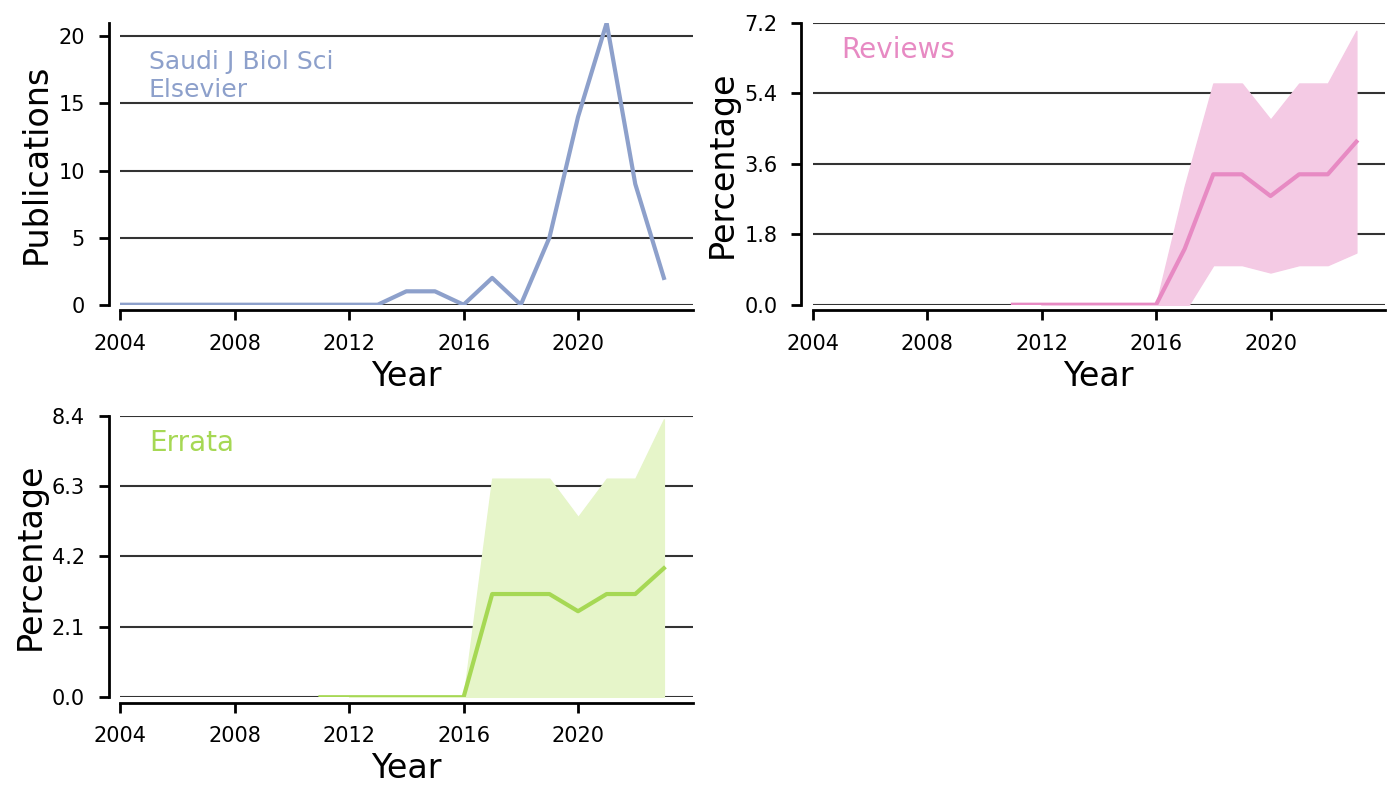 Publications
20
15
10
5
0
Saudi J Biol Sci
Elsevier
2004 2008 2012 2016 2020
Year
Percentage
7.2
5.4
3.6
1.8
0.0
Reviews
2004 2008 2012 2016 2020
Year
Percentage
8.4
6.3
4.2
2.1
0.0
Errata
2004 2008 2012 2016 2020
Year